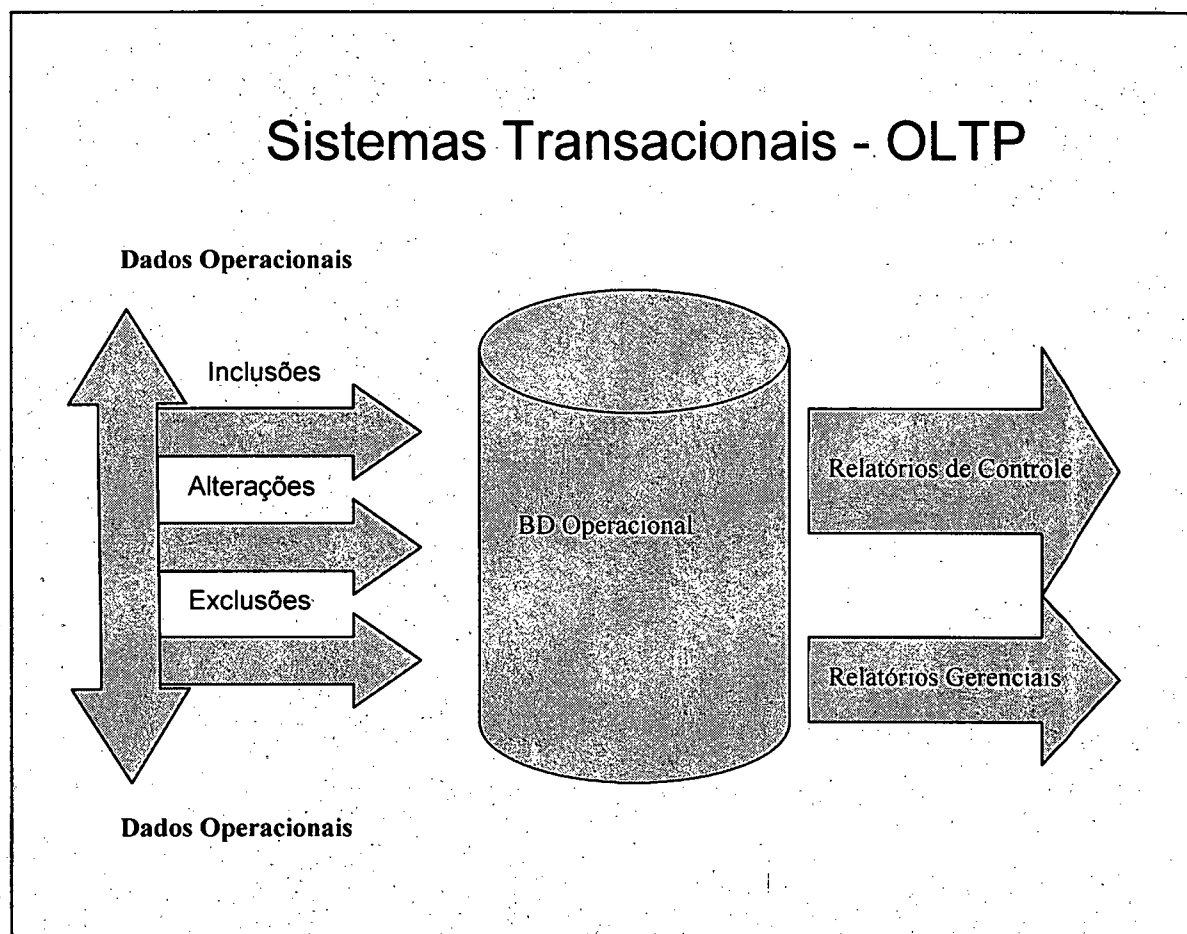 Sistemas Transacionais - OLTP
Dados Operacionais
Inclusões
Alterações
Exclusões
Dados Operacionais
BD Operacional
Relatórios de Controle
Relatórios Gerenciais